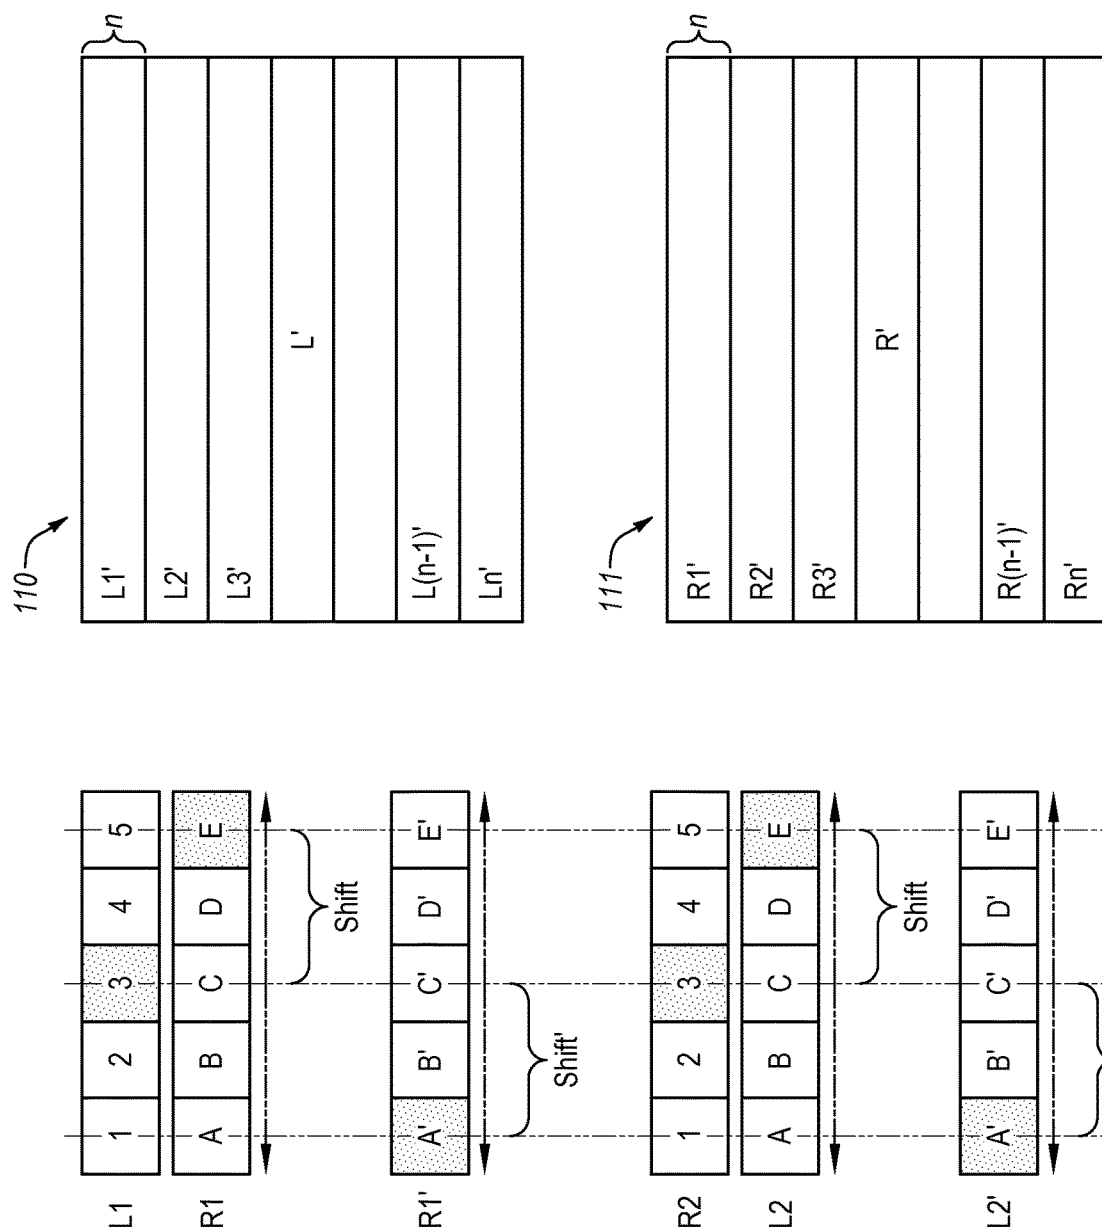 L1 1 2 3 4 5
R1 A B C D E
Shift
R1' A' B' C' D' E'
Shift'
R2 1 2 3 4 5
L2 A B C D E
Shift
L2' A' B' C' D' E'
110
L1'
n
L2'
L3'
L'
L(n-1)'
Ln'
111
R1'
n
R2'
R3'
R'
R(n-1)'
Rn'